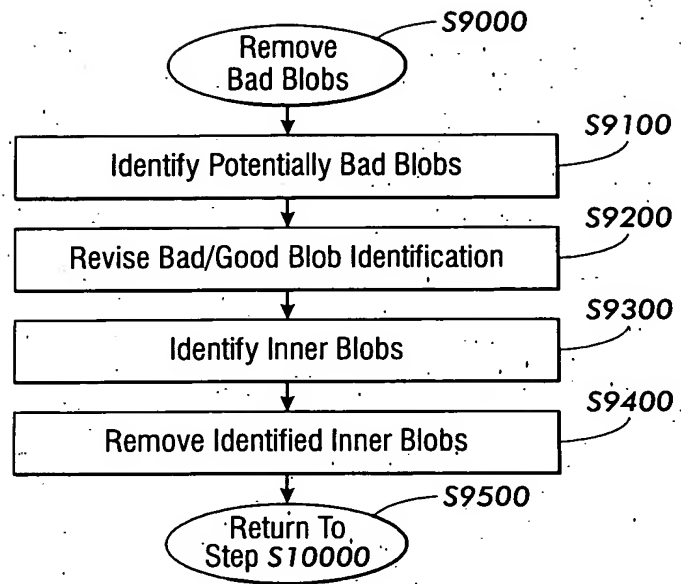 S9000
Remove
Bad Blobs
S9100
Identify Potentially Bad Blobs
S9200
Revise Bad/Good Blob Identification
S9300
Identify Inner Blobs
S9400
Remove Identified Inner Blobs
S9500
Return To
Step S10000